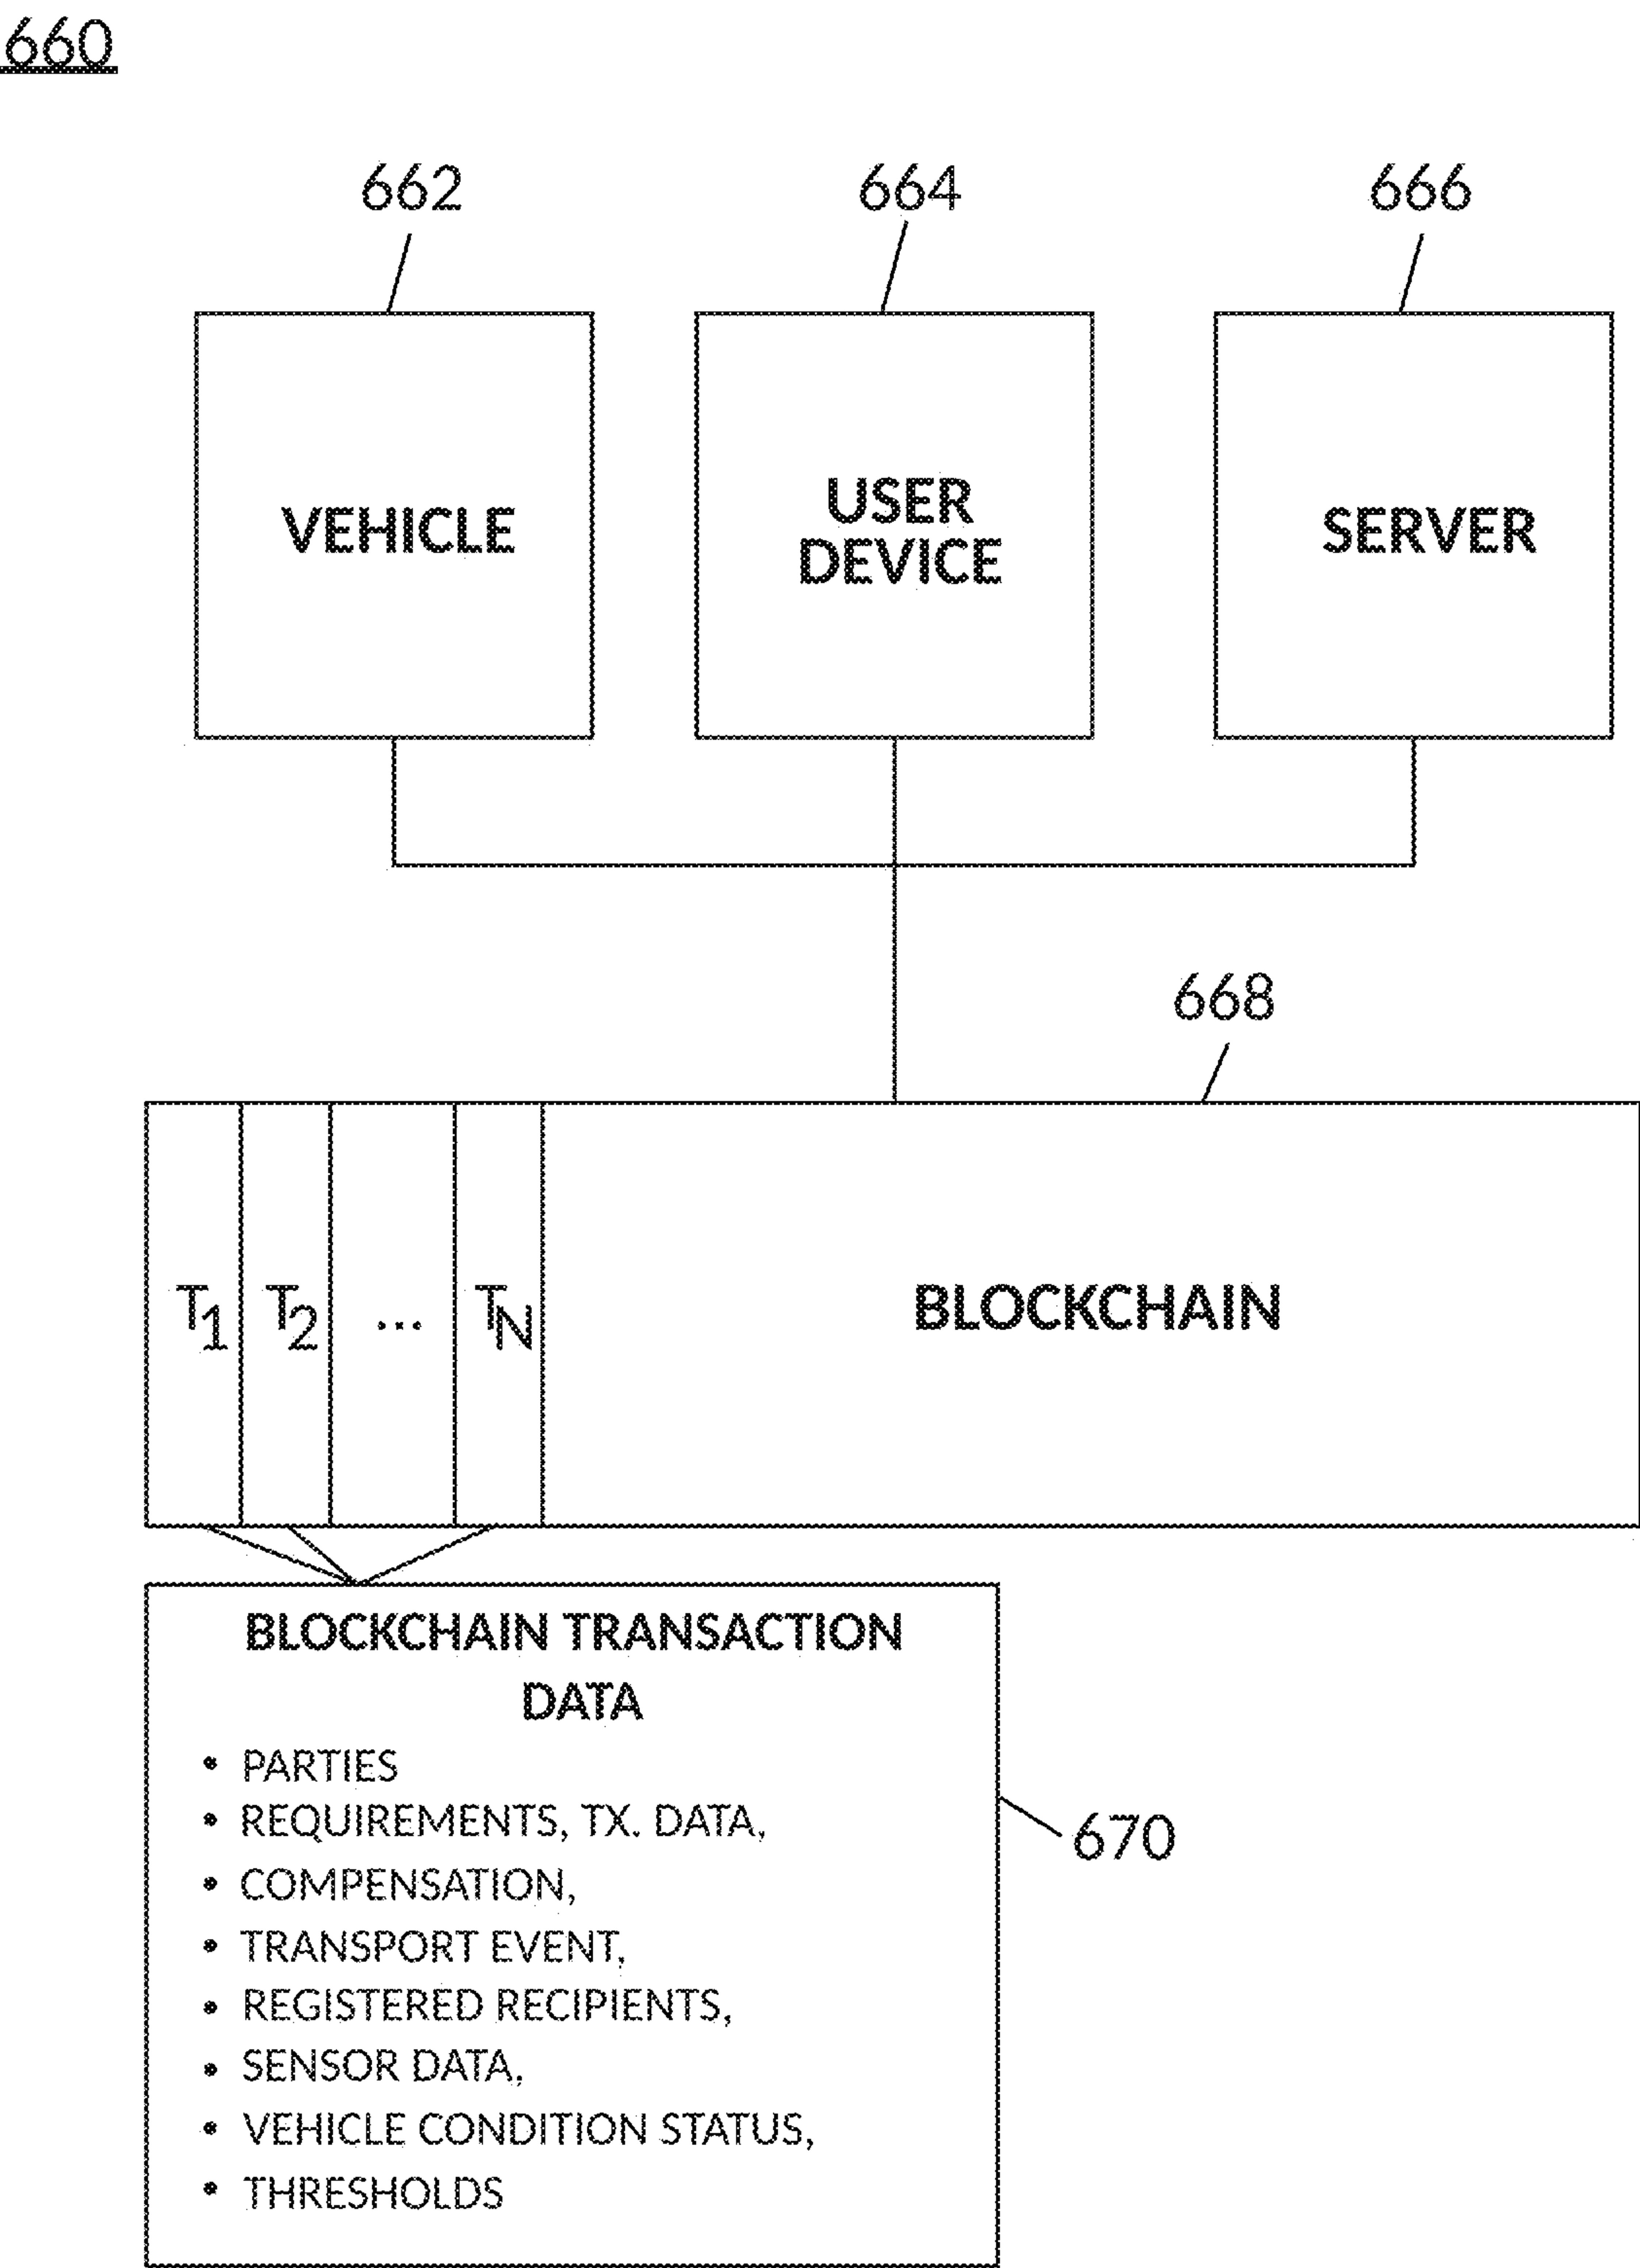 660
662 664 666
VEHICLE
USER
DEVICE
SERVER
668
T1 T2 ... TN BLOCKCHAIN
BLOCKCHAIN TRANSACTION
DATA
• PARTIES
• REQUIREMENTS, TX. DATA,
• COMPENSATION,
• TRANSPORT EVENT,
• REGISTERED RECIPIENTS,
• SENSOR DATA,
• VEHICLE CONDITION STATUS,
• THRESHOLDS
670